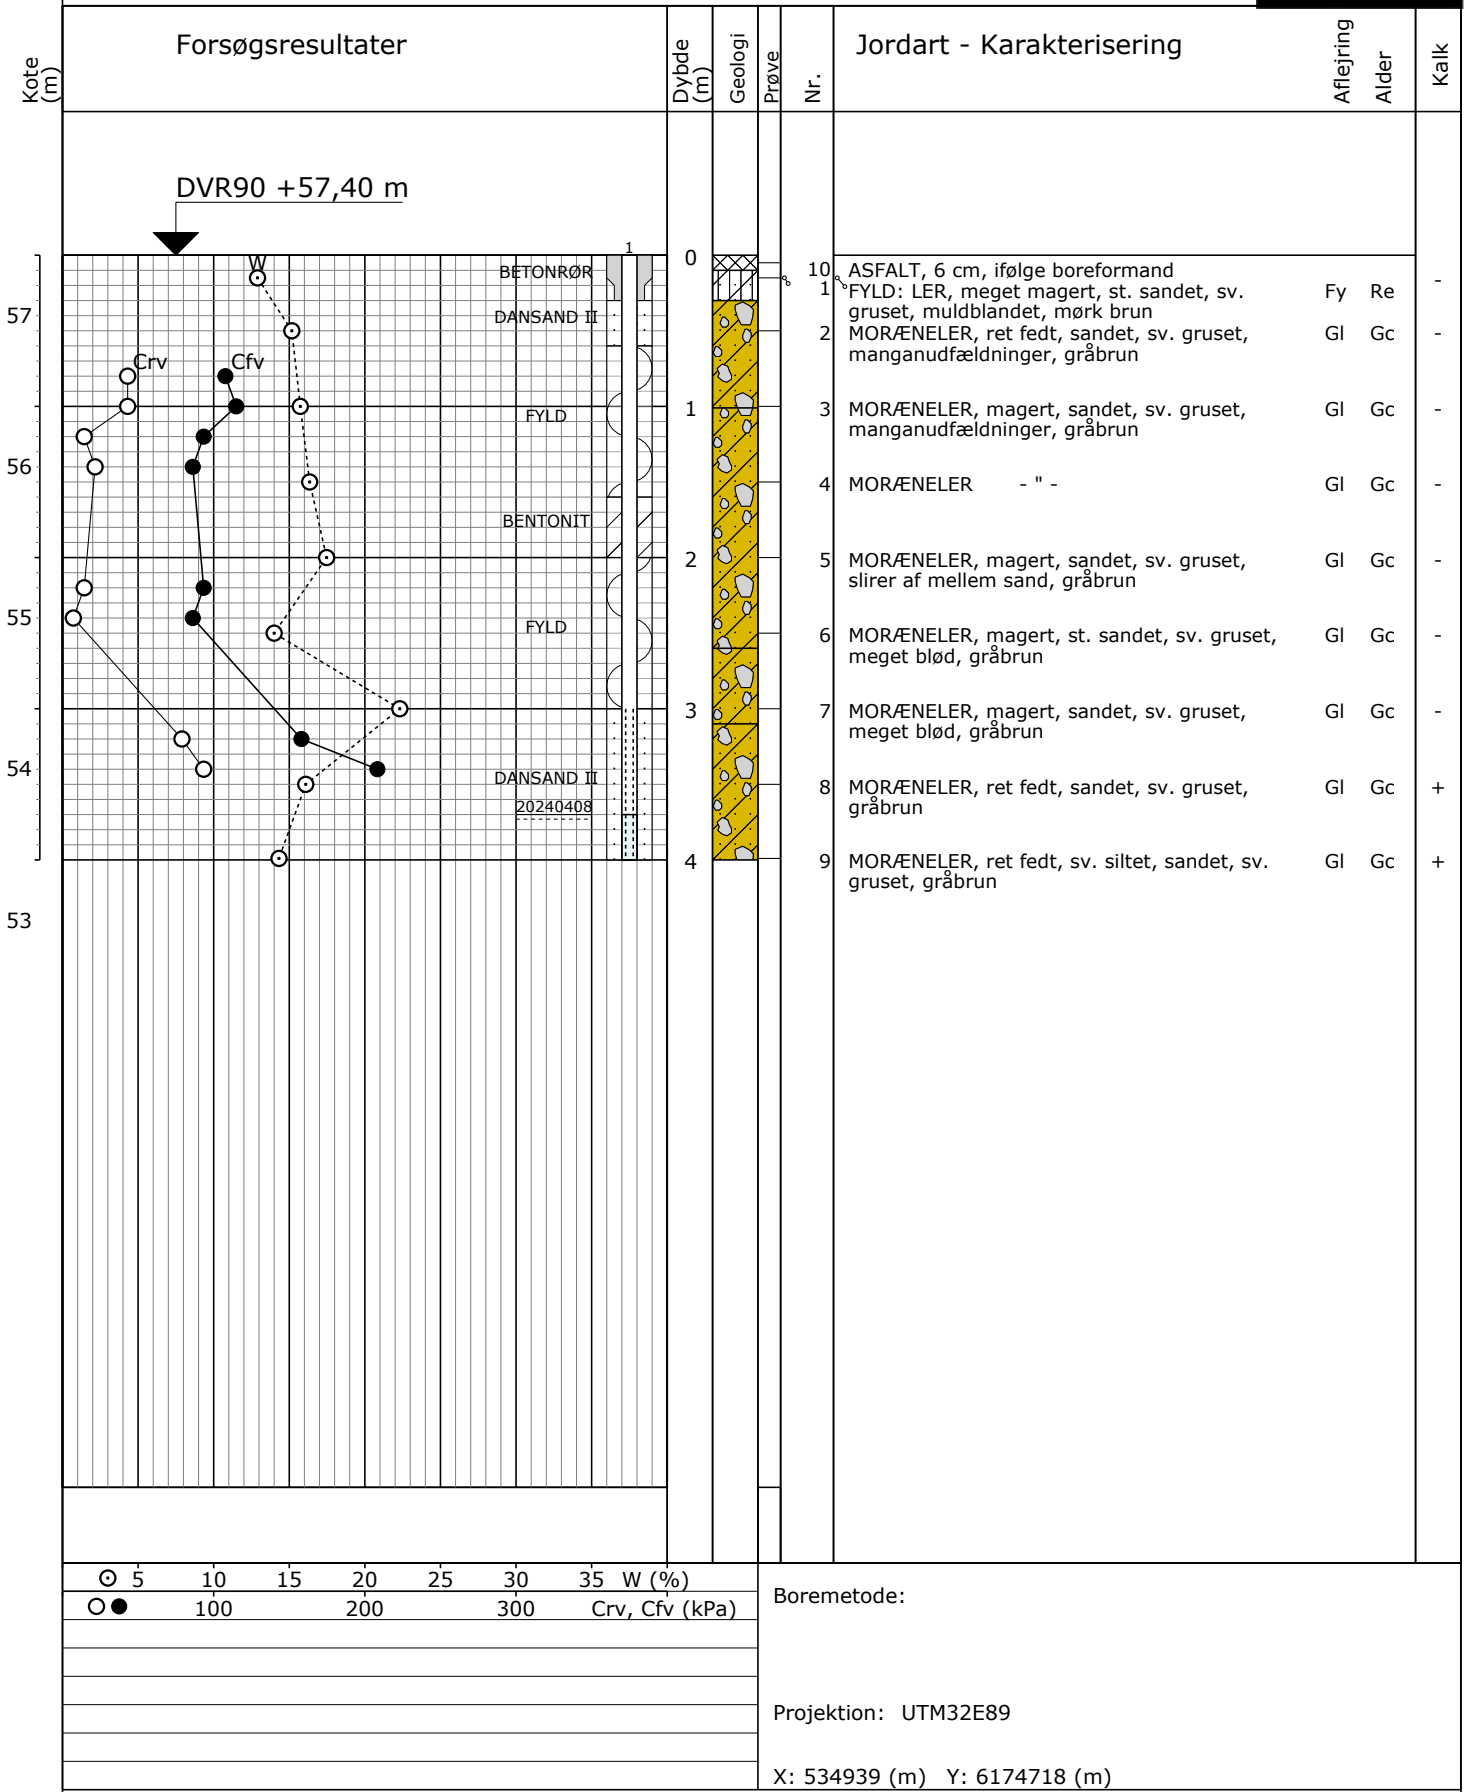 Kote (m)
Forsøgsresultater
Dybde (m)
Geologi
Prøve
Nr.
Jordart - Karakterisering
Aflejring
Alder
Kalk
DVR90 +57,40 m
1
W
BETONRØR
0
10 ASFALT, 6 cm, ifølge boreformand
-
1 FYLD: LER, meget magert, st. sandet, sv. Fy Re
gruset, muldblandet, mørk brun
57
DANSAND II
2 MORÆNELER, ret fedt, sandet, sv. gruset, Gl Gc -
manganudfældninger, gråbrun
Crv
Cfv
FYLD
1
3 MORÆNELER, magert, sandet, sv. gruset, Gl Gc -
manganudfældninger, gråbrun
56
4 MORÆNELER - " - Gl Gc -
BENTONIT
2
5 MORÆNELER, magert, sandet, sv. gruset, Gl Gc -
slirer af mellem sand, gråbrun
55
FYLD
6 MORÆNELER, magert, st. sandet, sv. gruset, Gl Gc -
meget blød, gråbrun
3
7 MORÆNELER, magert, sandet, sv. gruset, Gl Gc -
meget blød, gråbrun
54
DANSAND II
8 MORÆNELER, ret fedt, sandet, sv. gruset, Gl Gc +
gråbrun
20240408
4
9 MORÆNELER, ret fedt, sv. siltet, sandet, sv. Gl Gc +
gruset, gråbrun
53
5 10 15 20 25 30 35 W (%)
100 200 300 Crv, Cfv (kPa)
Boremetode:
Projektion: UTM32E89
X: 534939 (m) Y: 6174718 (m)